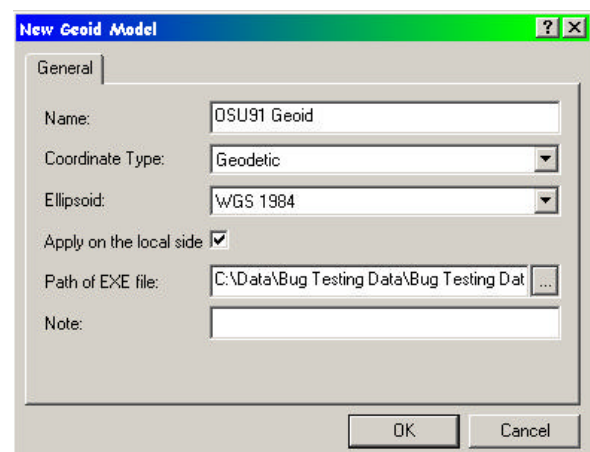 New Geoid Model
General
Name: OSU91 Geoid
Coordinate Type: Geodetic
Ellipsoid: WGS 1984
Apply on the local side
Path of EXE file: C:\Data\Bug Testing Data\Bug Testing Dat ...
Note:
OK Cancel